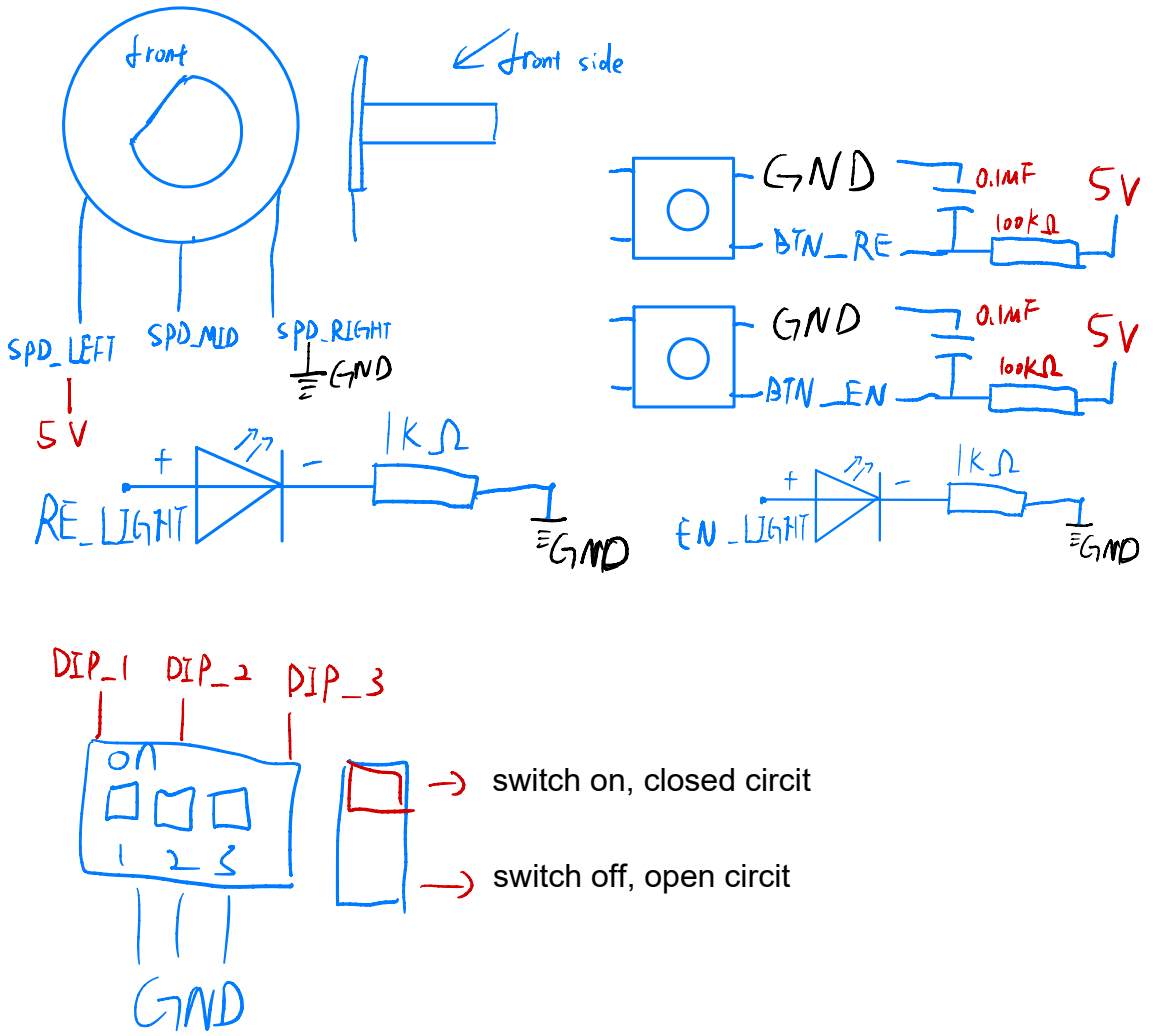 front
front side
GND
0.1MF
5V
100KΩ
BTN_RE
GND
0.1MF
5V
100KΩ
BTN_EN
SPD_LEFT
SPD_MID
SPD_RIGHT
GND
5V
+
-
1KΩ
RE_LIGHT
GND
+
-
1KΩ
EN_LIGHT
GND
DIP_1
DIP_2
DIP_3
on
1 2 3
GND
switch on, closed circit
switch off, open circit